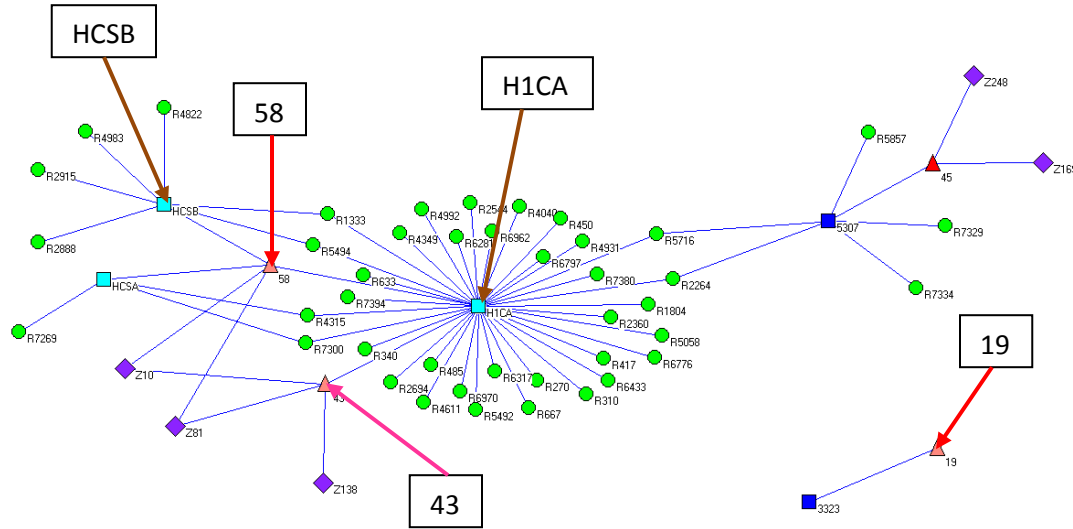 HCSB
58
H1CA
19
43
R4822
R4983
R2915
HCSB
R2888
R1333
R5494
58
HCSA
R7269
R4315
R7300
Z10
Z81
43
Z138
R4992
R2544
R4040
R450
R4349
R6281
R6962
R4931
R5716
R6797
R633
R7380
R2264
R7394
H1CA
R1804
R2360
R5058
R340
R417
R6776
R485
R6317
R6433
R2694
R270
R4611
R6970
R310
R5492
R667
Z248
R5857
45
Z169
5307
R7329
R7334
19
3323